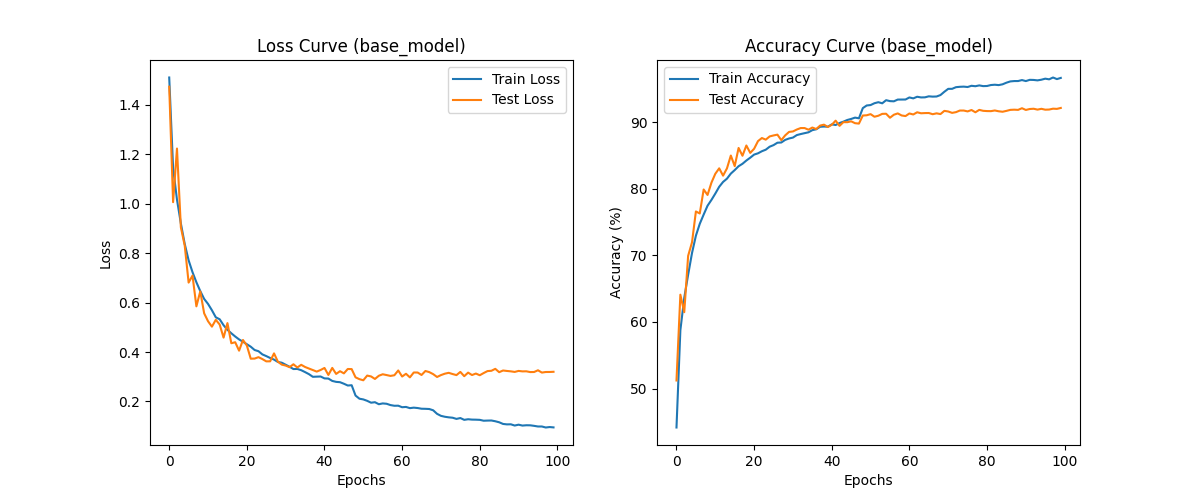 Loss Curve (base_model)
Train Loss
Test Loss
Loss
1.4
1.2
1.0
0.8
0.6
0.4
0.2
0
20
40
60
80
100
Epochs
Accuracy Curve (base_model)
Train Accuracy
Test Accuracy
Accuracy (%)
90
80
70
60
50
0
20
40
60
80
100
Epochs